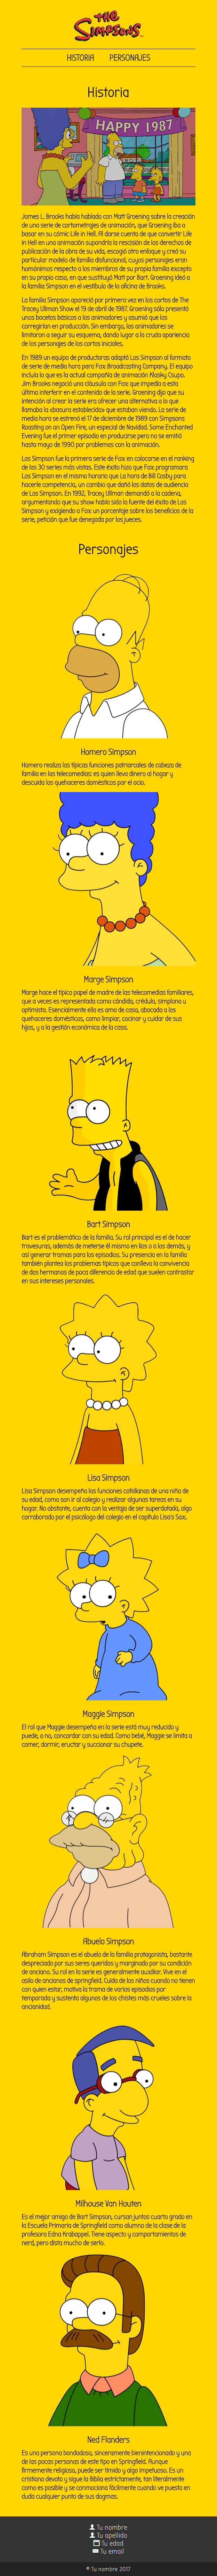 the Simpsons
HISTORIA PERSONAJES
Historia
HAPPY 1987
James L. Brooks había hablado con Matt Groening sobre la creación
de una serie de cortometrajes de animación, que Groening iba a
basar en su cómic Life in Hell. Al darse cuenta de que convertir Life
in Hell en una animación supondría la rescisión de los derechos de
publicación de la obra de su vida, escogió otro enfoque y creó su
particular modelo de familia disfuncional, cuyos personajes eran
homónimos respecto a los miembros de su propia familia excepto
en su propio caso, en que sustituyó Matt por Bart. Groening ideó a
la familia Simpson en el vestíbulo de la oficina de Brooks.
La familia Simpson apareció por primera vez en los cortos de The
Tracey Ullman Show el 19 de abril de 1987. Groening sólo presentó
unos bocetos básicos a los animadores y asumió que los
corregirían en producción. Sin embargo, los animadores se
limitaron a seguir su esquema, dando lugar a la cruda apariencia
de los personajes de los cortos iniciales.
En 1989 un equipo de productoras adaptó Los Simpson al formato
de serie de media hora para Fox Broadcasting Company. El equipo
incluía lo que es la actual compañía de animación Klasky Csupo.
Jim Brooks negoció una cláusula con Fox que impedía a esta
último interferir en el contenido de la serie. Groening dijo que su
intención al crear la serie era ofrecer una alternativa a lo que
llamaba la «basura establecida» que estaban viendo. La serie de
media hora se estrenó el 17 de diciembre de 1989 con Simpsons
Roasting on an Open Fire, un especial de Navidad. Some Enchanted
Evening fue el primer episodio en producirse pero no se emitió
hasta mayo de 1990 por problemas con la animación.
Los Simpson fue la primera serie de Fox en colocarse en el ranking
de las 30 series más vistas. Este éxito hizo que Fox programara
Los Simpson en el mismo horario que La hora de Bill Cosby para
hacerle competencia, un cambio que dañó los datos de audiencia
de Los Simpson. En 1992, Tracey Ullman demandó a la cadena,
argumentando que su show había sido la fuente del éxito de Los
Simpson y exigiendo a Fox un porcentaje sobre los beneficios de la
serie, petición que fue denegada por los jueces.
Personajes
Homero Simpson
Homero realiza las típicas funciones patriarcales de cabeza de
familia en las telecomedias: es quien lleva dinero al hogar y
descuida los quehaceres domésticos por el ocio.
Marge Simpson
Marge hace el típico papel de madre de las telecomedias familiares,
que a veces es representada como cándida, crédula, simplona u
optimista. Esencialmente ella es ama de casa, abocada a los
quehaceres domésticos, como limpiar, cocinar y cuidar de sus
hijos, y a la gestión económica de la casa.
Bart Simpson
Bart es el problemático de la familia. Su rol principal es el de hacer
travesuras, además de meterse él mismo en líos o a los demás, y
así generar tramas para los episodios. Su presencia en la familia
también plantea los problemas típicos que conlleva la convivencia
de dos hermanos de poca diferencia de edad que suelen contrastar
en sus intereses personales.
Lisa Simpson
Lisa Simpson desempeña las funciones cotidianas de una niña de
su edad, como son ir al colegio y realizar algunas tareas en su
hogar. No obstante, cuenta con la ventaja de ser superdotada, algo
corroborado por el psicólogo del colegio en el capítulo Lisa's Sax.
Maggie Simpson
El rol que Maggie desempeña en la serie está muy reducido y
puede, o no, concordar con su edad. Como bebé, Maggie se limita a
comer, dormir, eructar y succionar su chupete.
Abuelo Simpson
Abraham Simpson es el abuelo de la familia protagonista, bastante
despreciado por sus seres queridos y marginado por su condición
de anciano. Su rol en la serie es generalmente auxiliar. Vive en el
asilo de ancianos de springfield. Cuida de los niños cuando no tienen
con quien estar, motiva la trama de varios episodios por
temporada y sustenta algunos de los chistes más crueles sobre la
ancianidad.
Milhouse Van Houten
Es el mejor amigo de Bart Simpson, cursan juntos cuarto grado en
la Escuela Primaria de Springfield como alumno de la clase de la
profesora Edna Krabappel. Tiene aspecto y comportamientos de
nerd, pero dista mucho de serlo.
Ned Flanders
Es una persona bondadosa, sinceramente bienintencionada y una
de las pocas personas de este tipo en Springfield. Aunque
firmemente religioso, puede ser tímido y algo impetuoso. Es un
cristiano devoto y sigue la Biblia estrictamente, tan literalmente
como es posible y se conmociona fácilmente cuando ve puesto en
duda cualquier punto de sus dogmas.
Tu nombre
Tu apellido
Tu edad
Tu email
© Tu nombre 2017